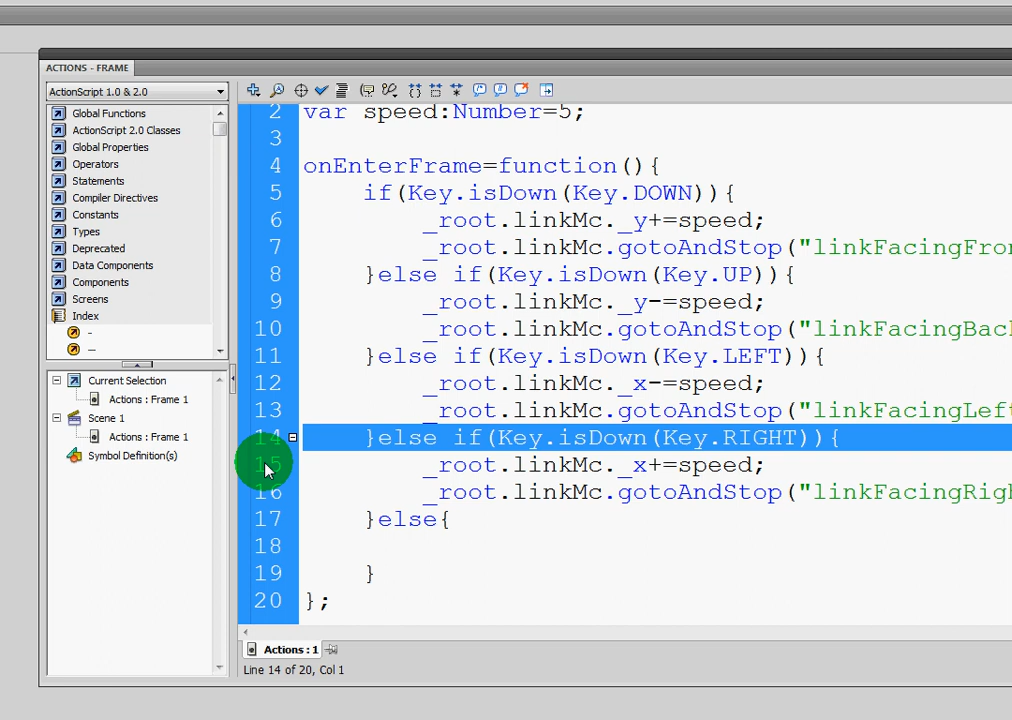 ACTIONS - FRAME
ActionScript 1.0 & 2.0
Global Functions
ActionScript 2.0 Classes
Global Properties
Operators
Statements
Compiler Directives
Constants
Types
Deprecated
Data Components
Components
Screens
Index
-
—
Current Selection
Actions : Frame 1
Scene 1
Actions : Frame 1
Symbol Definition(s)
2 var speed:Number=5;
3
4 onEnterFrame=function(){
5 if(Key.isDown(Key.DOWN)){
6 _root.linkMc._y+=speed;
7 _root.linkMc.gotoAndStop("linkFacingFron
8 }else if(Key.isDown(Key.UP)){
9 _root.linkMc._y-=speed;
10 _root.linkMc.gotoAndStop("linkFacingBack
11 }else if(Key.isDown(Key.LEFT)){
12 _root.linkMc._x-=speed;
13 _root.linkMc.gotoAndStop("linkFacingLeft
14 }else if(Key.isDown(Key.RIGHT)){
15 _root.linkMc._x+=speed;
16 _root.linkMc.gotoAndStop("linkFacingRigh
17 }else{
18
19 }
20 };
Actions : 1
Line 14 of 20, Col 1